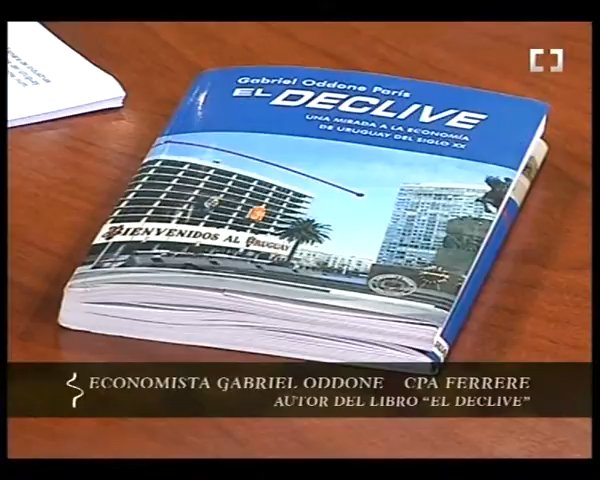 Gabriel Oddone París
EL DECLIVE
UNA MIRADA A LA ECONOMÍA
DE URUGUAY DEL SIGLO XX
BIENVENIDOS AL URUGUAY
ECONOMISTA GABRIEL ODDONE CPA FERRERE
AUTOR DEL LIBRO “EL DECLIVE”